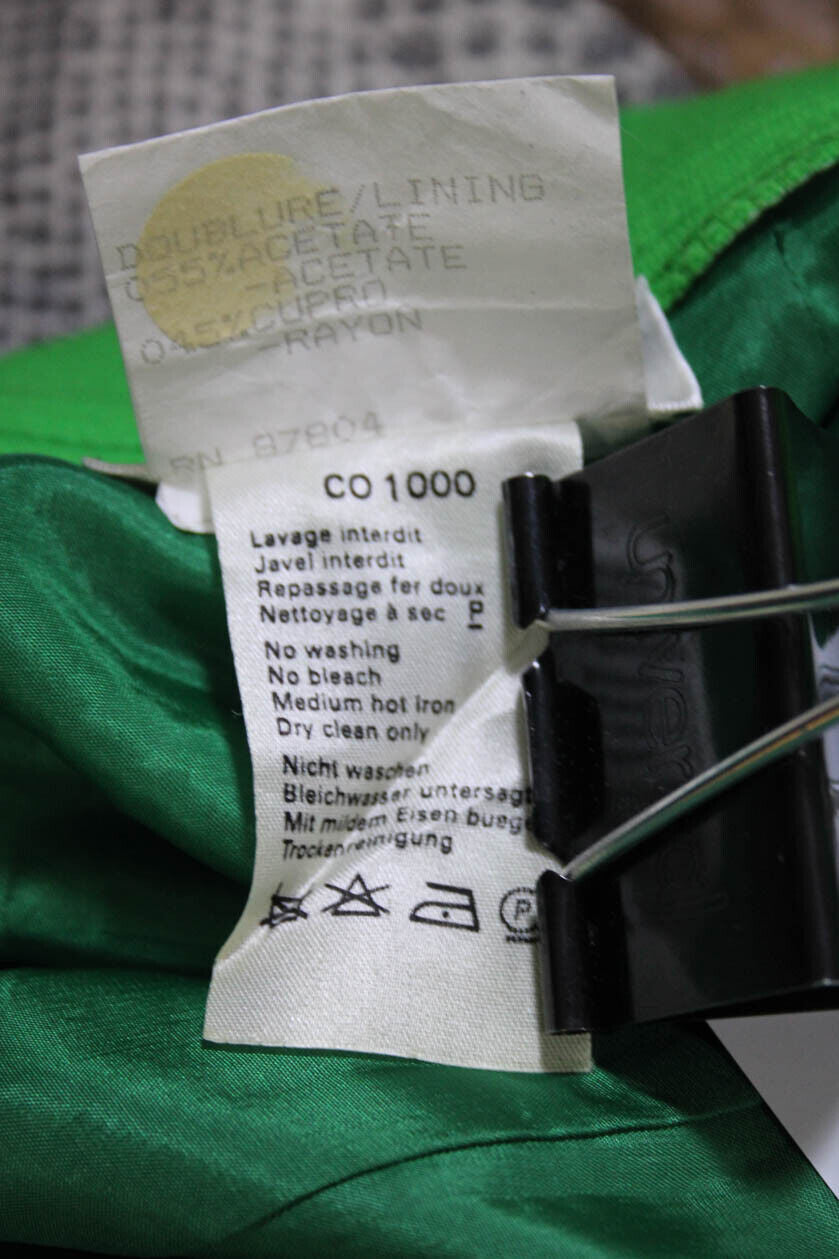 DOUBLURE/LINING
055%ACETATE
-ACETATE
045%CUPRO
-RAYON
RN 87804
CO 1000
Lavage interdit
Javel interdit
Repassage fer doux
Nettoyage à sec P
No washing
No bleach
Medium hot iron
Dry clean only
Nicht waschen
Bleichwasser untersagt
Mit mildem Eisen buege
Trockenreinigung
P
universal